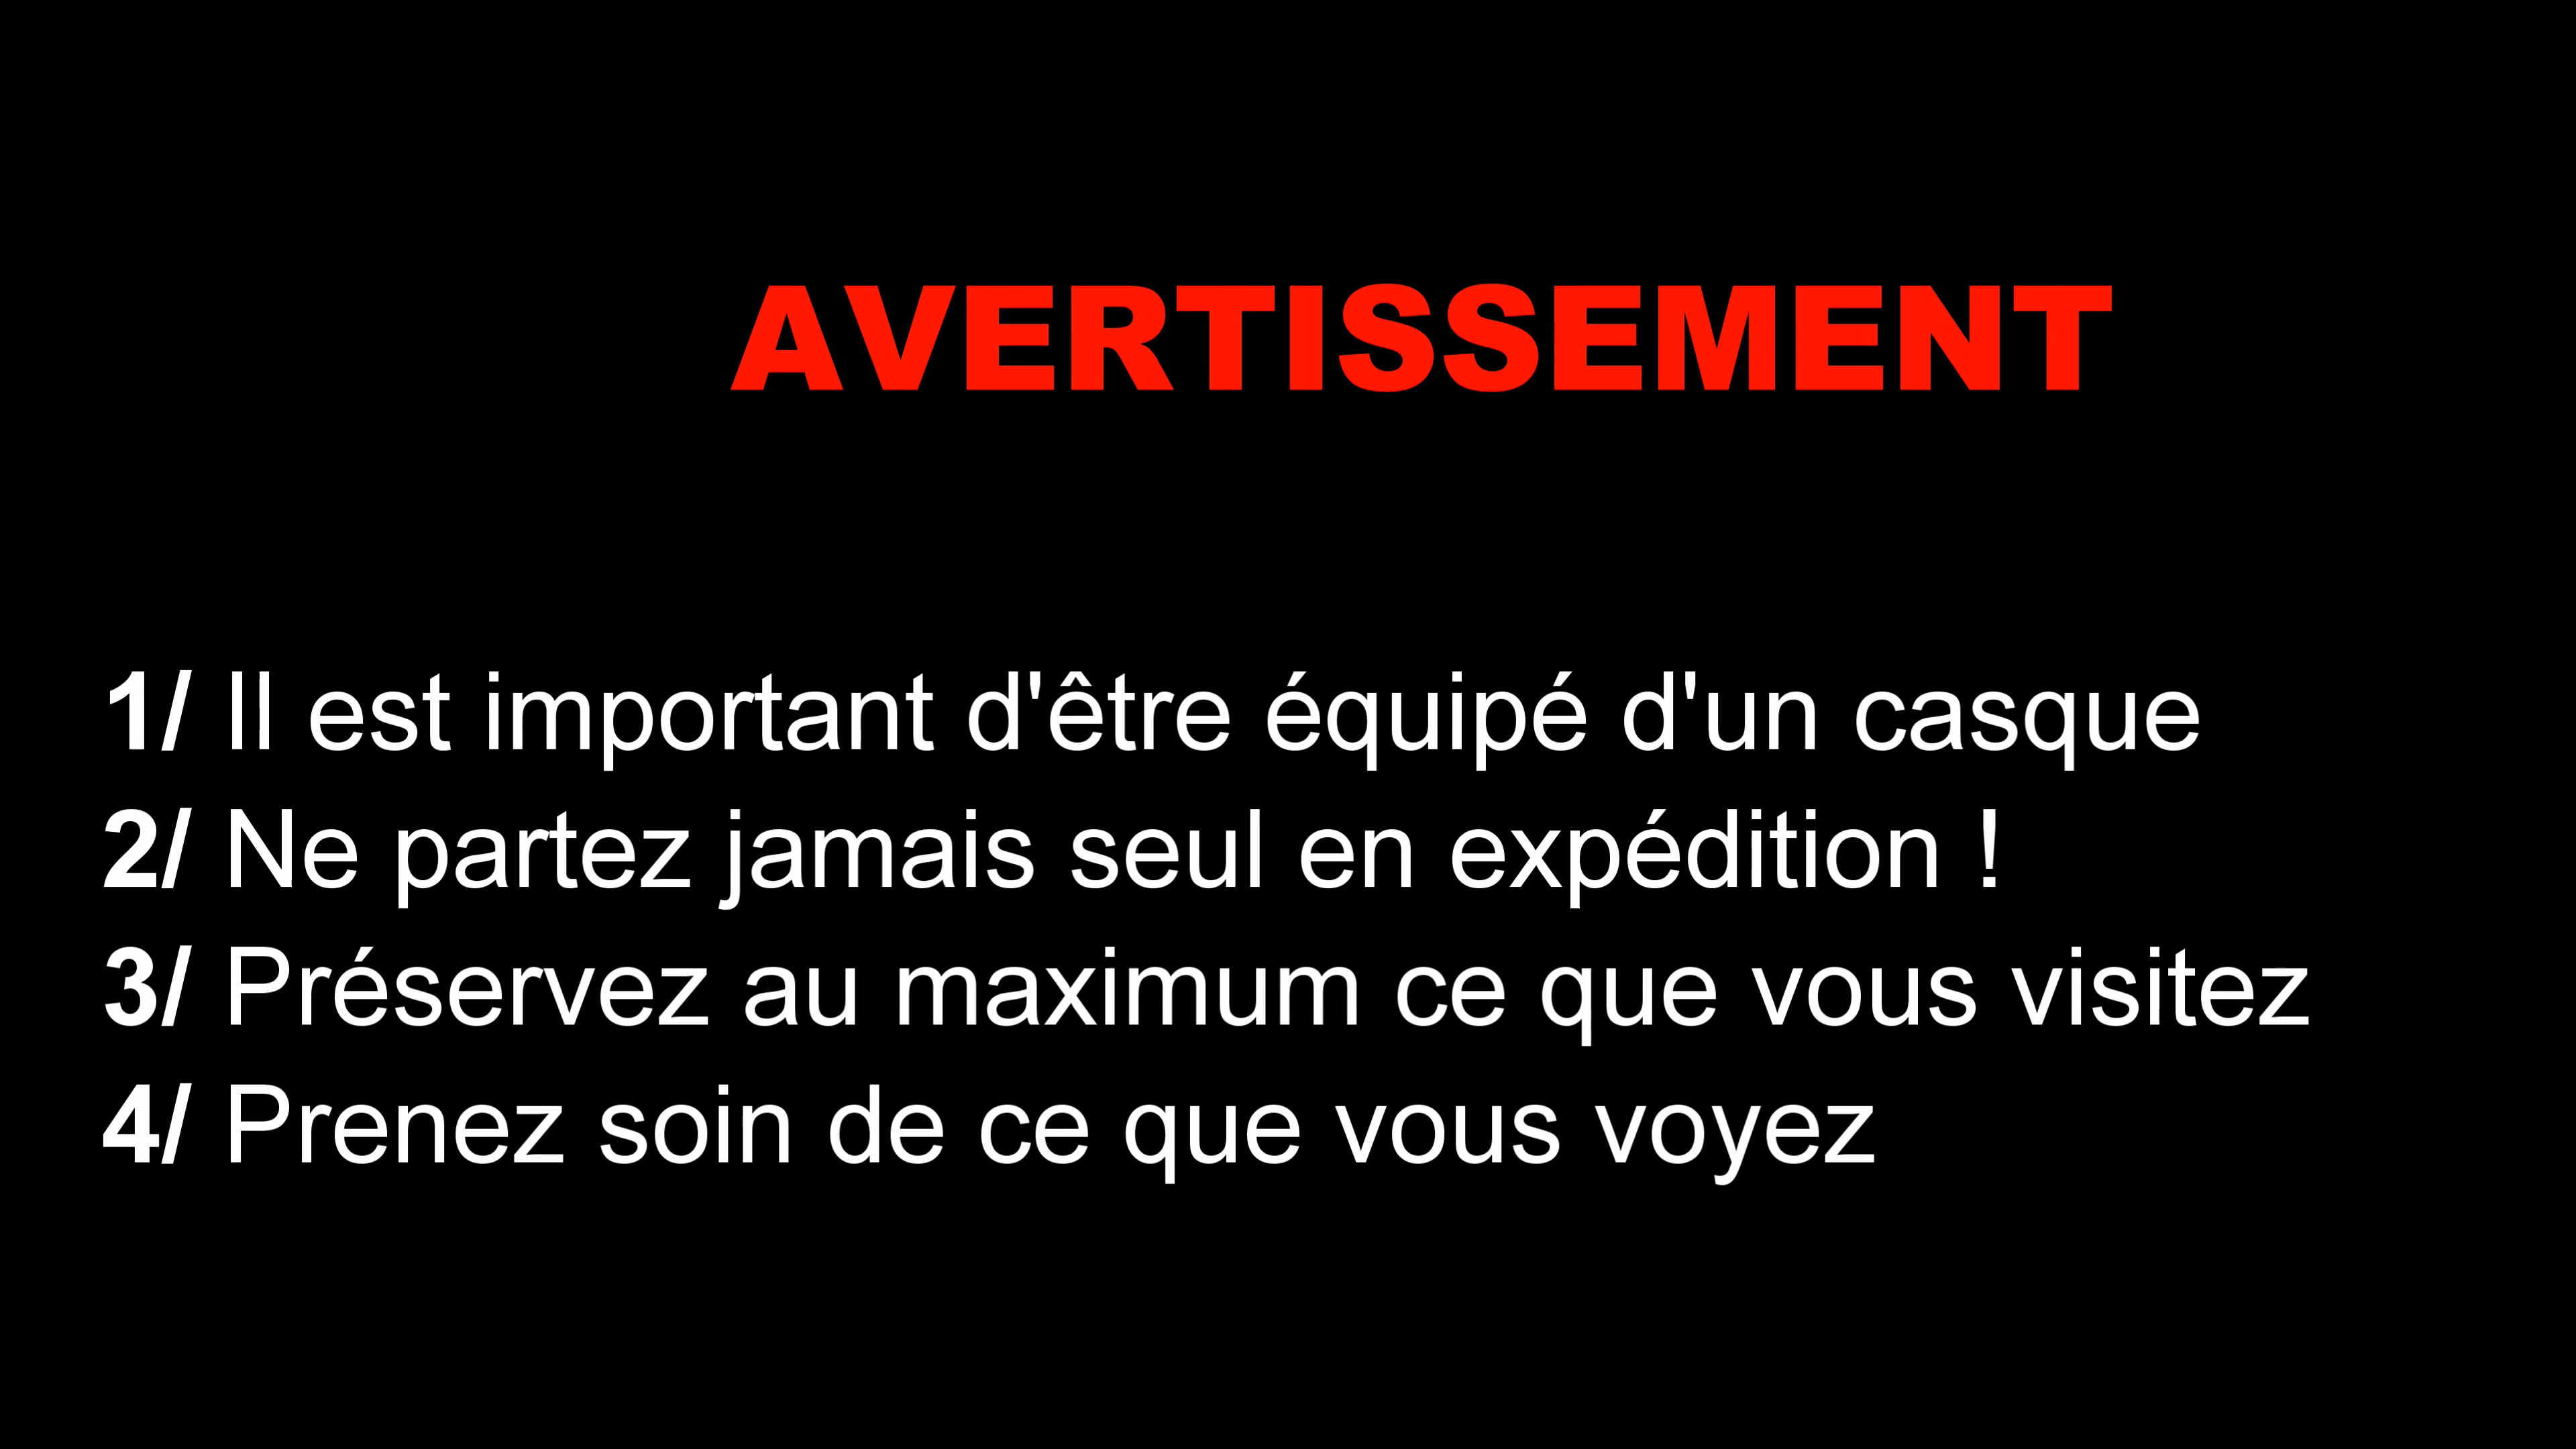 AVERTISSEMENT
1/ Il est important d'être équipé d'un casque
2/ Ne partez jamais seul en expédition !
3/ Préservez au maximum ce que vous visitez
4/ Prenez soin de ce que vous voyez